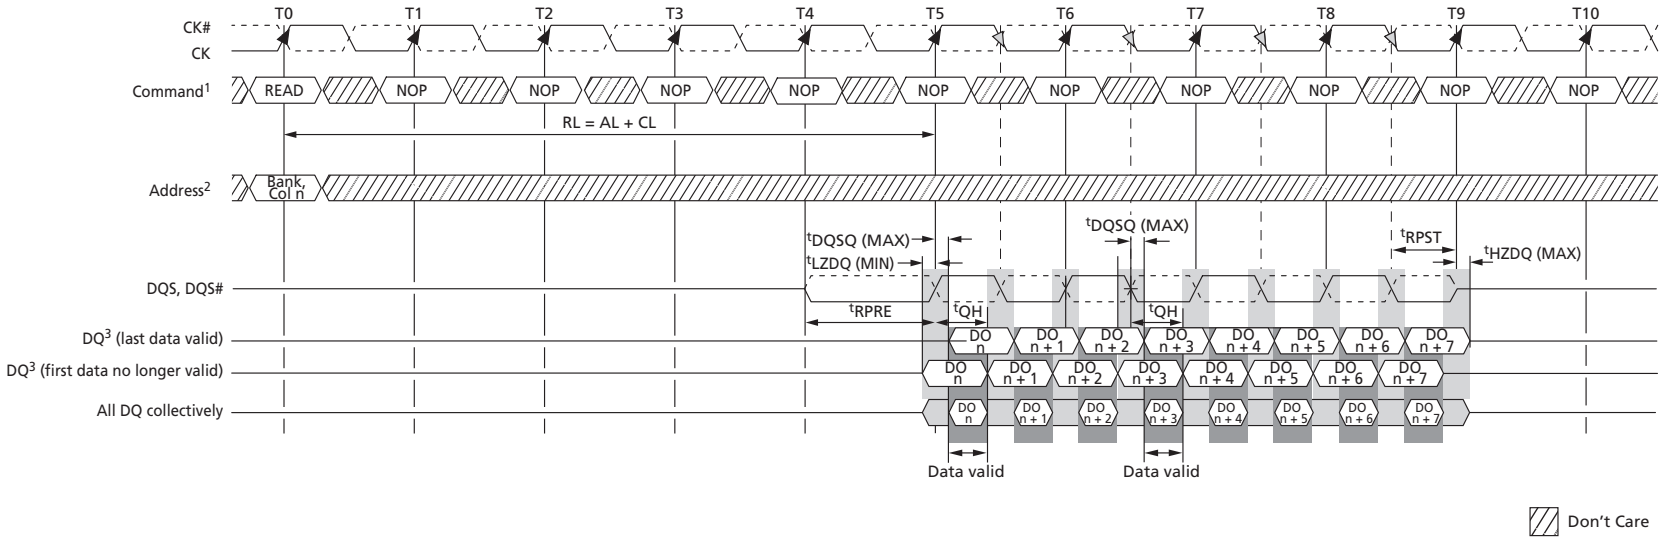 T0 T1 T2 T3 T4 T5 T6 T7 T8 T9 T10
CK#
CK
Command1 READ NOP NOP NOP NOP NOP NOP NOP NOP NOP NOP
RL = AL + CL
Address2 Bank,
Col n
tDQSQ (MAX) tDQSQ (MAX) tRPST
tLZDQ (MIN) tHZDQ (MAX)
DQS, DQS#
tRPRE tQH tQH
DQ3 (last data valid) DO n DO n + 1 DO n + 2 DO n + 3 DO n + 4 DO n + 5 DO n + 6 DO n + 7
DQ3 (first data no longer valid) DO n DO n + 1 DO n + 2 DO n + 3 DO n + 4 DO n + 5 DO n + 6 DO n + 7
All DQ collectively DO n DO n + 1 DO n + 2 DO n + 3 DO n + 4 DO n + 5 DO n + 6 DO n + 7
Data valid Data valid
Don't Care